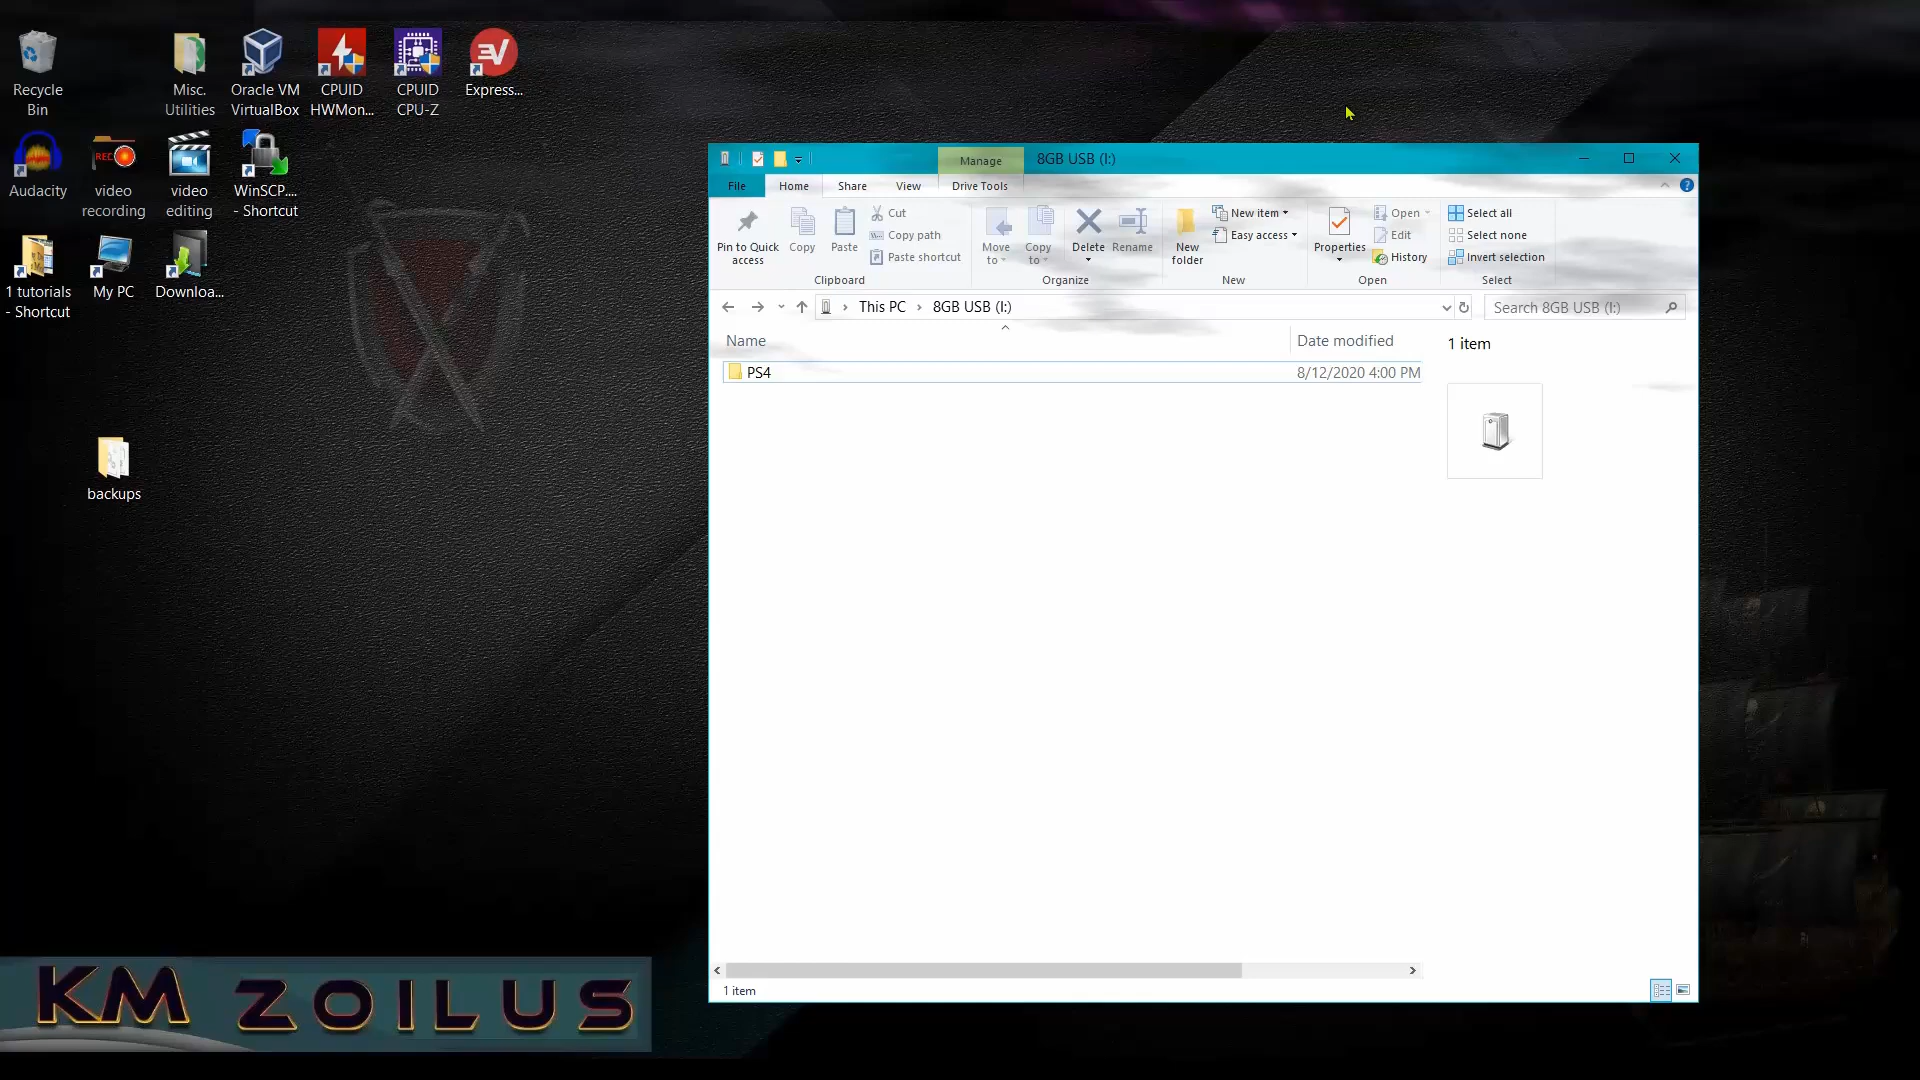 Recycle
Bin
Misc.
Utilities
Oracle VM
VirtualBox
CPUID
HWMon...
CPUID
CPU-Z
Express...
Audacity
REC
video
recording
video
editing
WinSCP....
- Shortcut
1 tutorials
- Shortcut
My PC
Downloa...
backups
KM ZOILUS
Manage
8GB USB (I:)
File
Home
Share
View
Drive Tools
Pin to Quick
access
Copy
Paste
Cut
Copy path
Paste shortcut
Clipboard
Move
to
Copy
to
Delete
Rename
Organize
New
folder
New item
Easy access
New
Properties
Open
Edit
History
Open
Select all
Select none
Invert selection
Select
This PC
8GB USB (I:)
Search 8GB USB (I:)
Name
Date modified
PS4
8/12/2020 4:00 PM
1 item
1 item